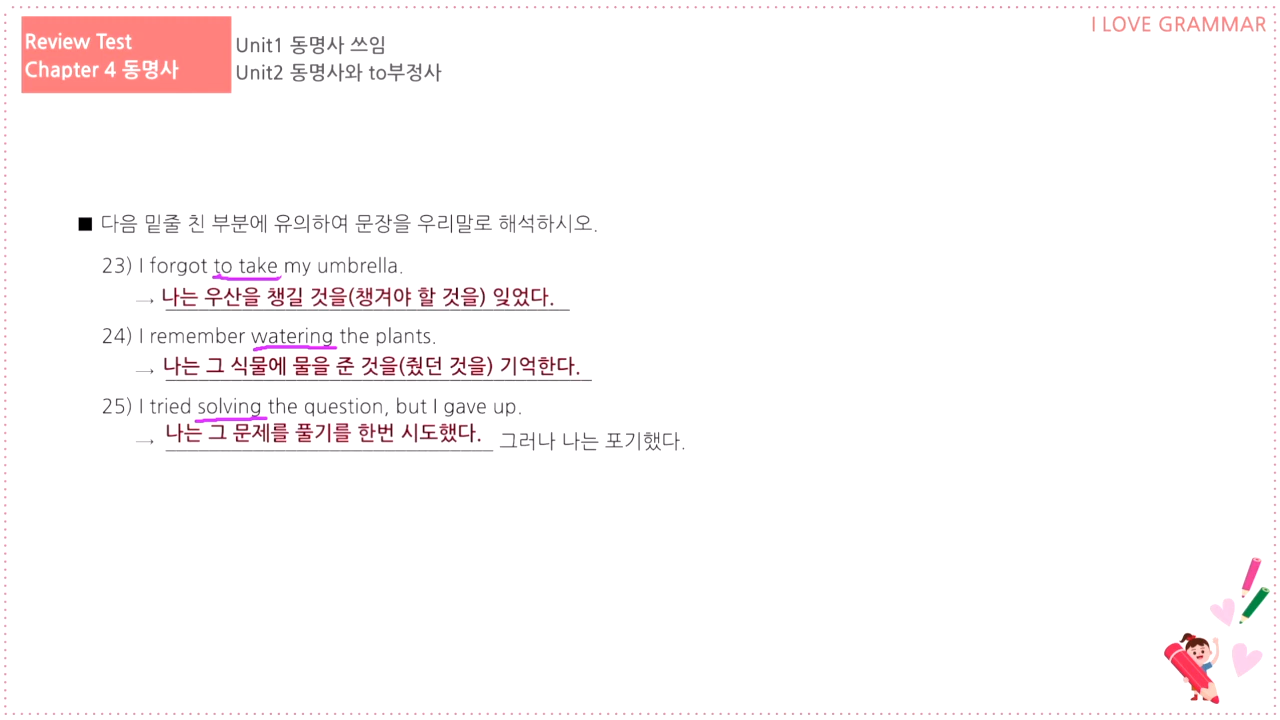 I LOVE GRAMMAR
Review Test
Chapter 4 동명사
Unit1 동명사 쓰임
Unit2 동명사와 to부정사
■ 다음 밑줄 친 부분에 유의하여 문장을 우리말로 해석하시오.
23) I forgot to take my umbrella.
→ 나는 우산을 챙길 것을(챙겨야 할 것을) 잊었다.
24) I remember watering the plants.
→ 나는 그 식물에 물을 준 것을(줬던 것을) 기억한다.
25) I tried solving the question, but I gave up.
→ 나는 그 문제를 풀기를 한번 시도했다. 그러나 나는 포기했다.